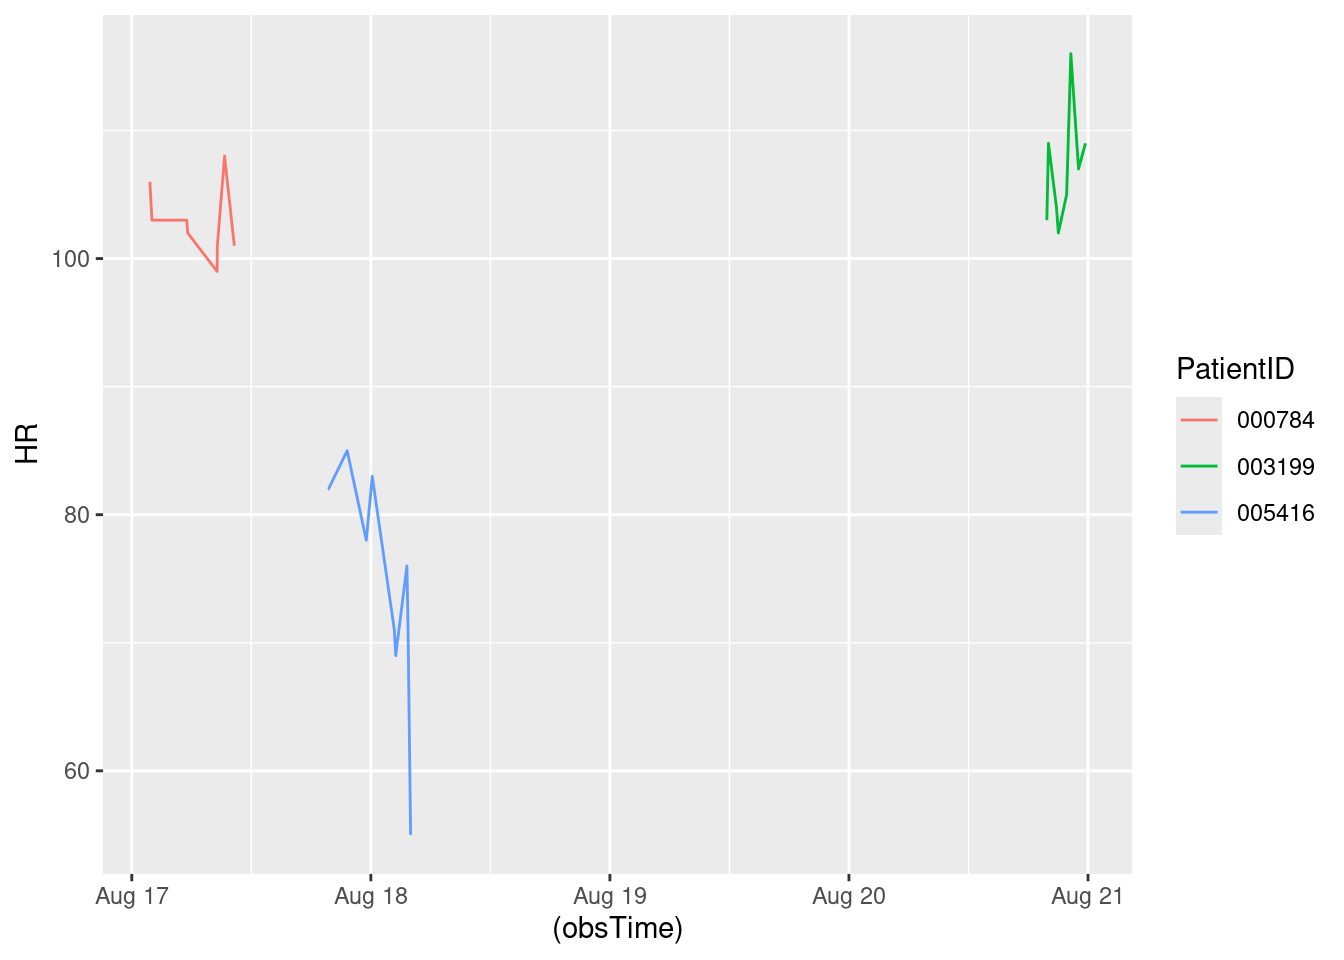 HR
100
80
60
Aug 17
Aug 18
Aug 19
Aug 20
Aug 21
(obsTime)
PatientID
000784
003199
005416